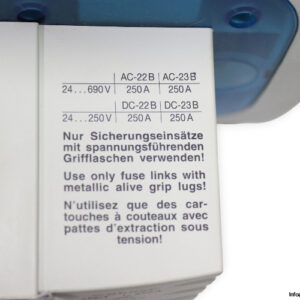 AC-22B AC-23B
24...690V 250A 250A
DC-22B DC-23B
24...250V 250A 250A
Nur Sicherungseinsätze
mit spannungsführenden
Grifflaschen verwenden!
Use only fuse links with
metallic alive grip lugs!
N'utilisez que des car-
touches à couteaux avec
pattes d'extraction sous
tension!